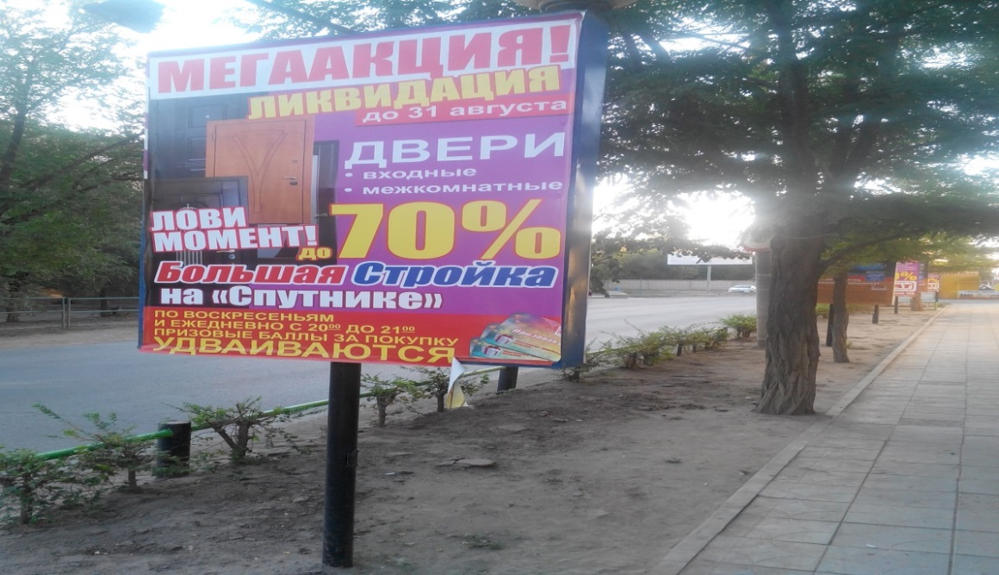 МЕГААКЦИЯ!
ЛИКВИДАЦИЯ
до 31 августа
ДВЕРИ
• входные
• межкомнатные
ЛОВИ
МОМЕНТ!
до 70%
Большая Стройка
на «Спутнике»
ПО ВОСКРЕСЕНЬЯМ
И ЕЖЕДНЕВНО С 20⁰⁰ ДО 21⁰⁰
ПРИЗОВЫЕ БАЛЛЫ ЗА ПОКУПКУ
УДВАИВАЮТСЯ